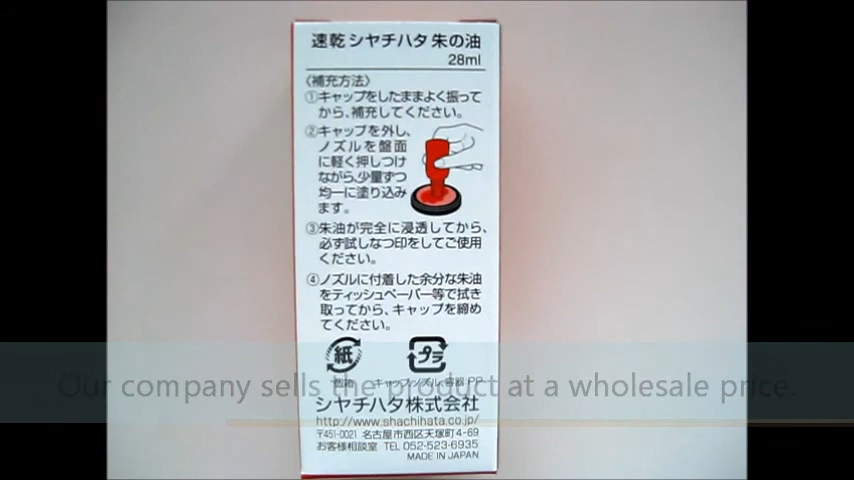 速乾シヤチハタ 朱の油
28ml
〈補充方法〉
①キャップをしたままよく振って
から、補充してください。
②キャップを外し、
ノズルを盤面
に軽く押しつけ
ながら、少量ずつ
均一に塗り込み
ます。
③朱油が完全に浸透してから、
必ず試しなつ印をしてご使用
ください。
④ノズルに付着した余分な朱油
をティッシュペーパー等で拭き
取ってから、キャップを締め
てください。
紙 プラ
キャップ、ノズル、容器:PP
Our company sells the product at a wholesale price.
シヤチハタ株式会社
http://www.shachihata.co.jp/
〒451-0021 名古屋市西区天塚町4-69
お客様相談室 TEL 052-523-6935
MADE IN JAPAN